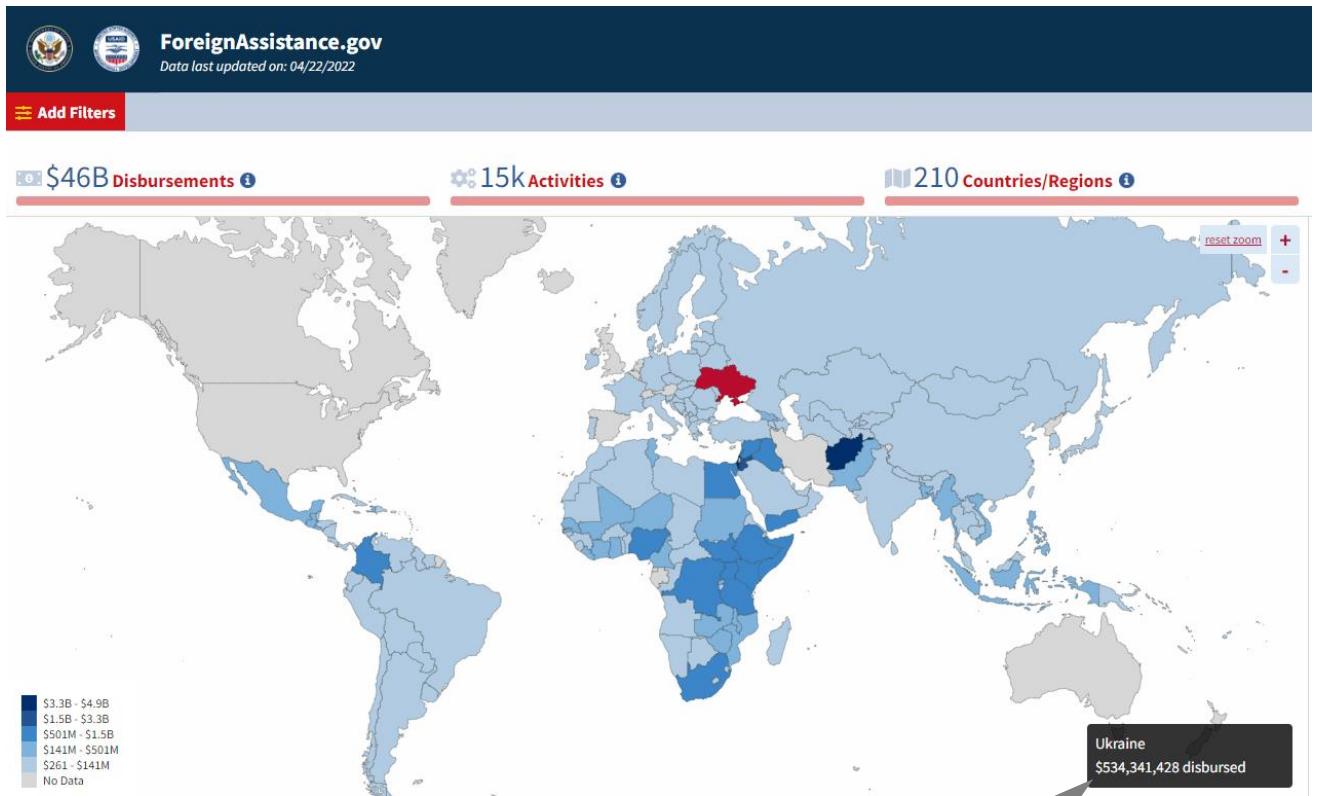 ForeignAssistance.gov
Data last updated on: 04/22/2022
Add Filters
$46B Disbursements
15k Activities
210 Countries/Regions
reset zoom
+
-
$3.3B - $4.9B
$1.5B - $3.3B
$501M - $1.5B
$141M - $501M
$261 - $141M
No Data
Ukraine
$534,341,428 disbursed